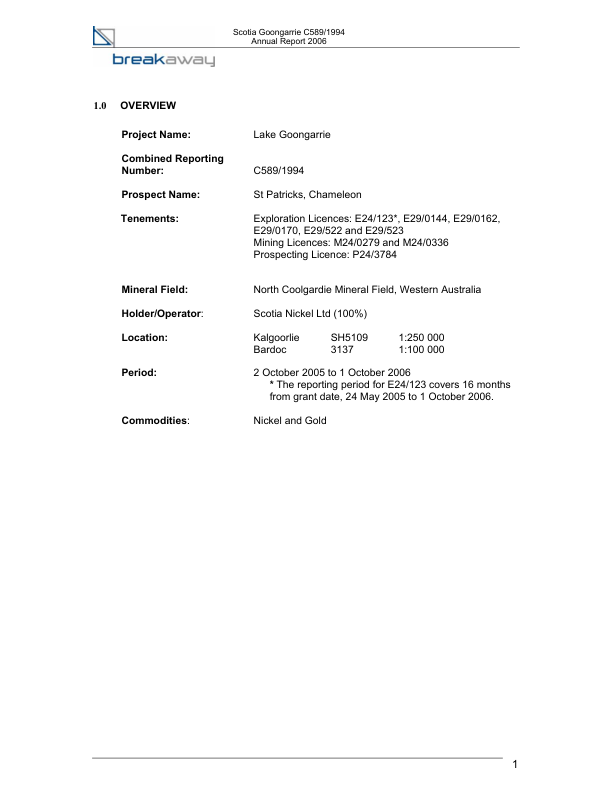 Scotia Goongarrie C589/1994
Annual Report 2006
breakaway
1.0 OVERVIEW
Project Name: Lake Goongarrie
Combined Reporting
Number: C589/1994
Prospect Name: St Patricks, Chameleon
Tenements: Exploration Licences: E24/123*, E29/0144, E29/0162,
E29/0170, E29/522 and E29/523
Mining Licences: M24/0279 and M24/0336
Prospecting Licence: P24/3784
Mineral Field: North Coolgardie Mineral Field, Western Australia
Holder/Operator: Scotia Nickel Ltd (100%)
Location: Kalgoorlie SH5109 1:250 000
Bardoc 3137 1:100 000
Period: 2 October 2005 to 1 October 2006
* The reporting period for E24/123 covers 16 months
from grant date, 24 May 2005 to 1 October 2006.
Commodities: Nickel and Gold
1